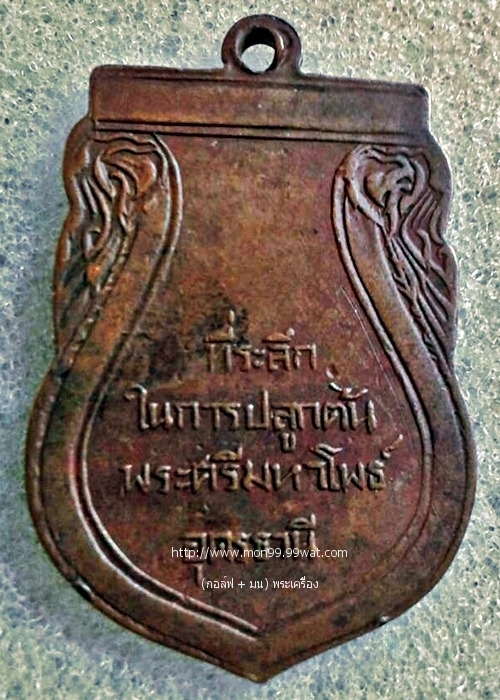 ที่ระลึก
ในการปลูกต้น
พระศรีมหาโพธ์
อุดรธานี
http://www.mon99.99wat.com
(กอล์ฟ + มน) พระเครื่อง